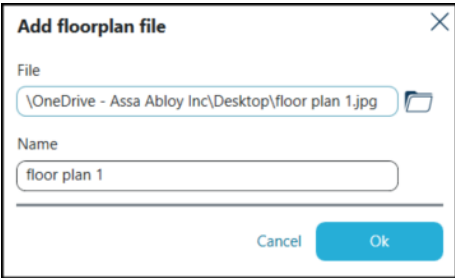 Add floorplan file
File
\OneDrive - Assa Abloy Inc\Desktop\floor plan 1.jpg
Name
floor plan 1
Cancel
Ok